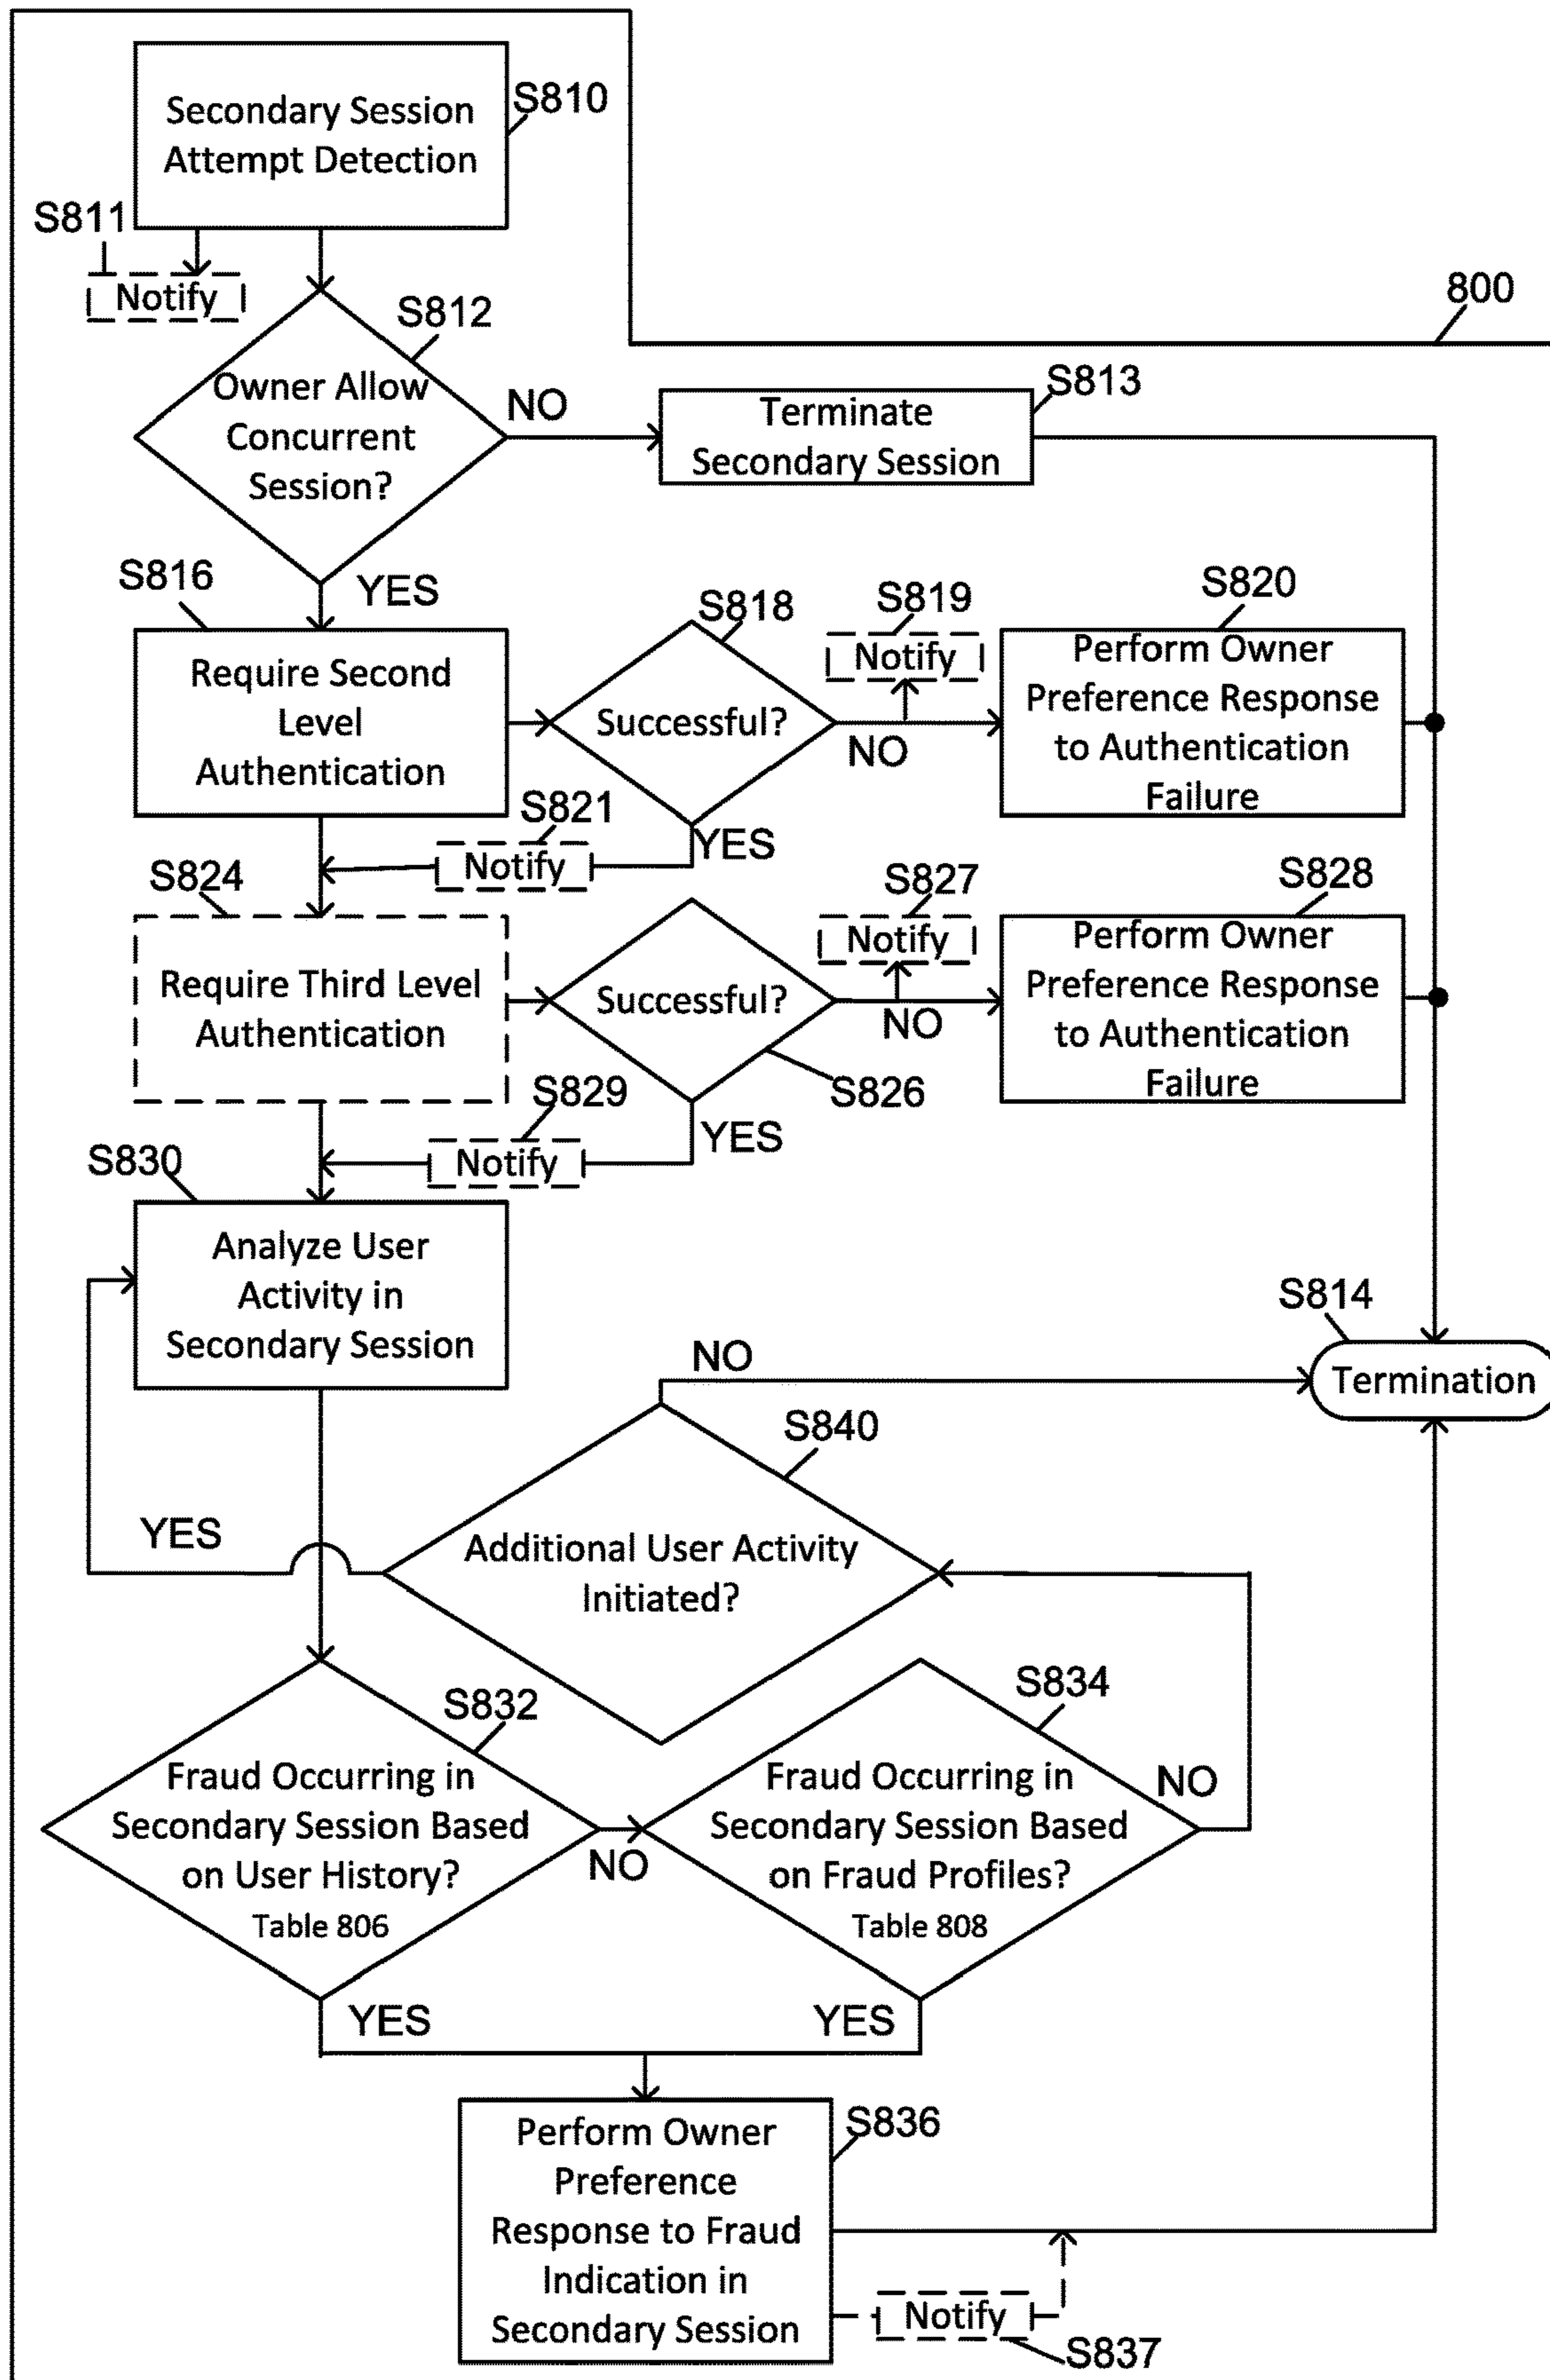 Secondary Session
Attempt Detection
S810
S811
Notify
800
S812
Owner Allow
Concurrent
Session?
NO
Terminate
Secondary Session
S813
YES
S816
Require Second
Level
Authentication
S818
Successful?
NO
S819
Notify
S820
Perform Owner
Preference Response
to Authentication
Failure
YES
S821
Notify
S824
Require Third Level
Authentication
Successful?
S826
NO
S827
Notify
S828
Perform Owner
Preference Response
to Authentication
Failure
YES
S829
Notify
S830
Analyze User
Activity in
Secondary Session
S814
Termination
NO
S840
Additional User Activity
Initiated?
YES
S832
Fraud Occurring in
Secondary Session Based
on User History?
Table 806
NO
S834
Fraud Occurring in
Secondary Session Based
on Fraud Profiles?
Table 808
NO
YES
YES
S836
Perform Owner
Preference
Response to Fraud
Indication in
Secondary Session
Notify
S837